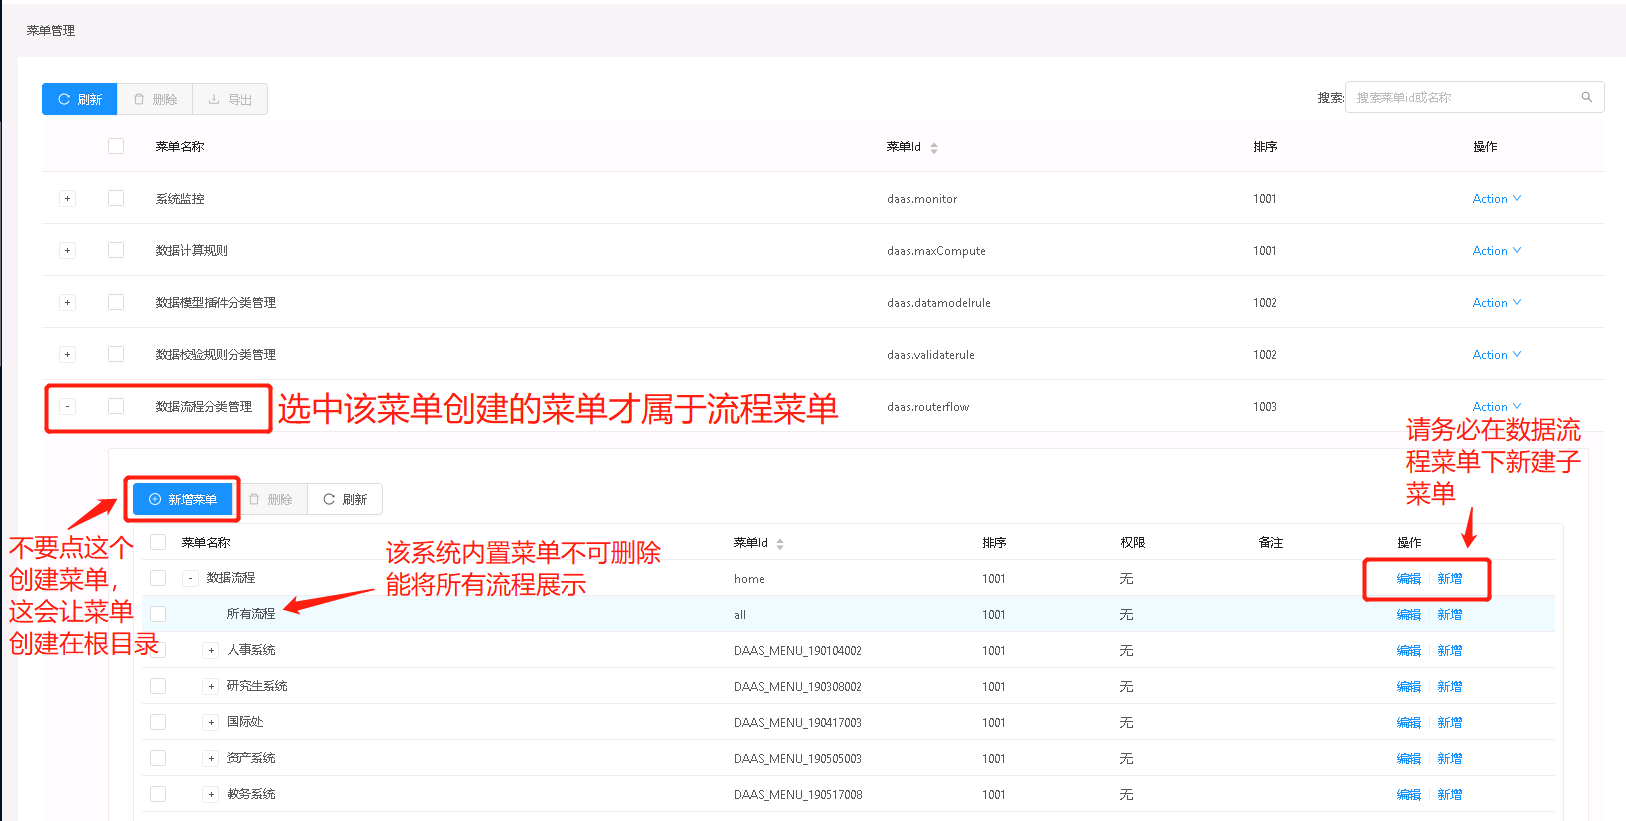 菜单管理
刷新 删除 导出 搜索: 搜索菜单id或名称
菜单名称 菜单Id 排序 操作
+ 系统监控 daas.monitor 1001 Action
+ 数据计算规则 daas.maxCompute 1001 Action
+ 数据模型插件分类管理 daas.datamodelrule 1002 Action
+ 数据校验规则分类管理 daas.validaterule 1002 Action
- 数据流程分类管理 daas.routerflow 1003 Action
选中该菜单创建的菜单才属于流程菜单
请务必在数据流
程菜单下新建子
菜单
新增菜单 删除 刷新
不要点这个
创建菜单,
这会让菜单
创建在根目录
该系统内置菜单不可删除
能将所有流程展示
菜单名称 菜单Id 排序 权限 备注 操作
- 数据流程 home 1001 无 编辑 新增
所有流程 all 1001 无 编辑 新增
+ 人事系统 DAAS_MENU_190104002 1001 无 编辑 新增
+ 研究生系统 DAAS_MENU_190308002 1001 无 编辑 新增
+ 国际处 DAAS_MENU_190417003 1001 无 编辑 新增
+ 资产系统 DAAS_MENU_190505003 1001 无 编辑 新增
+ 教务系统 DAAS_MENU_190517008 1001 无 编辑 新增